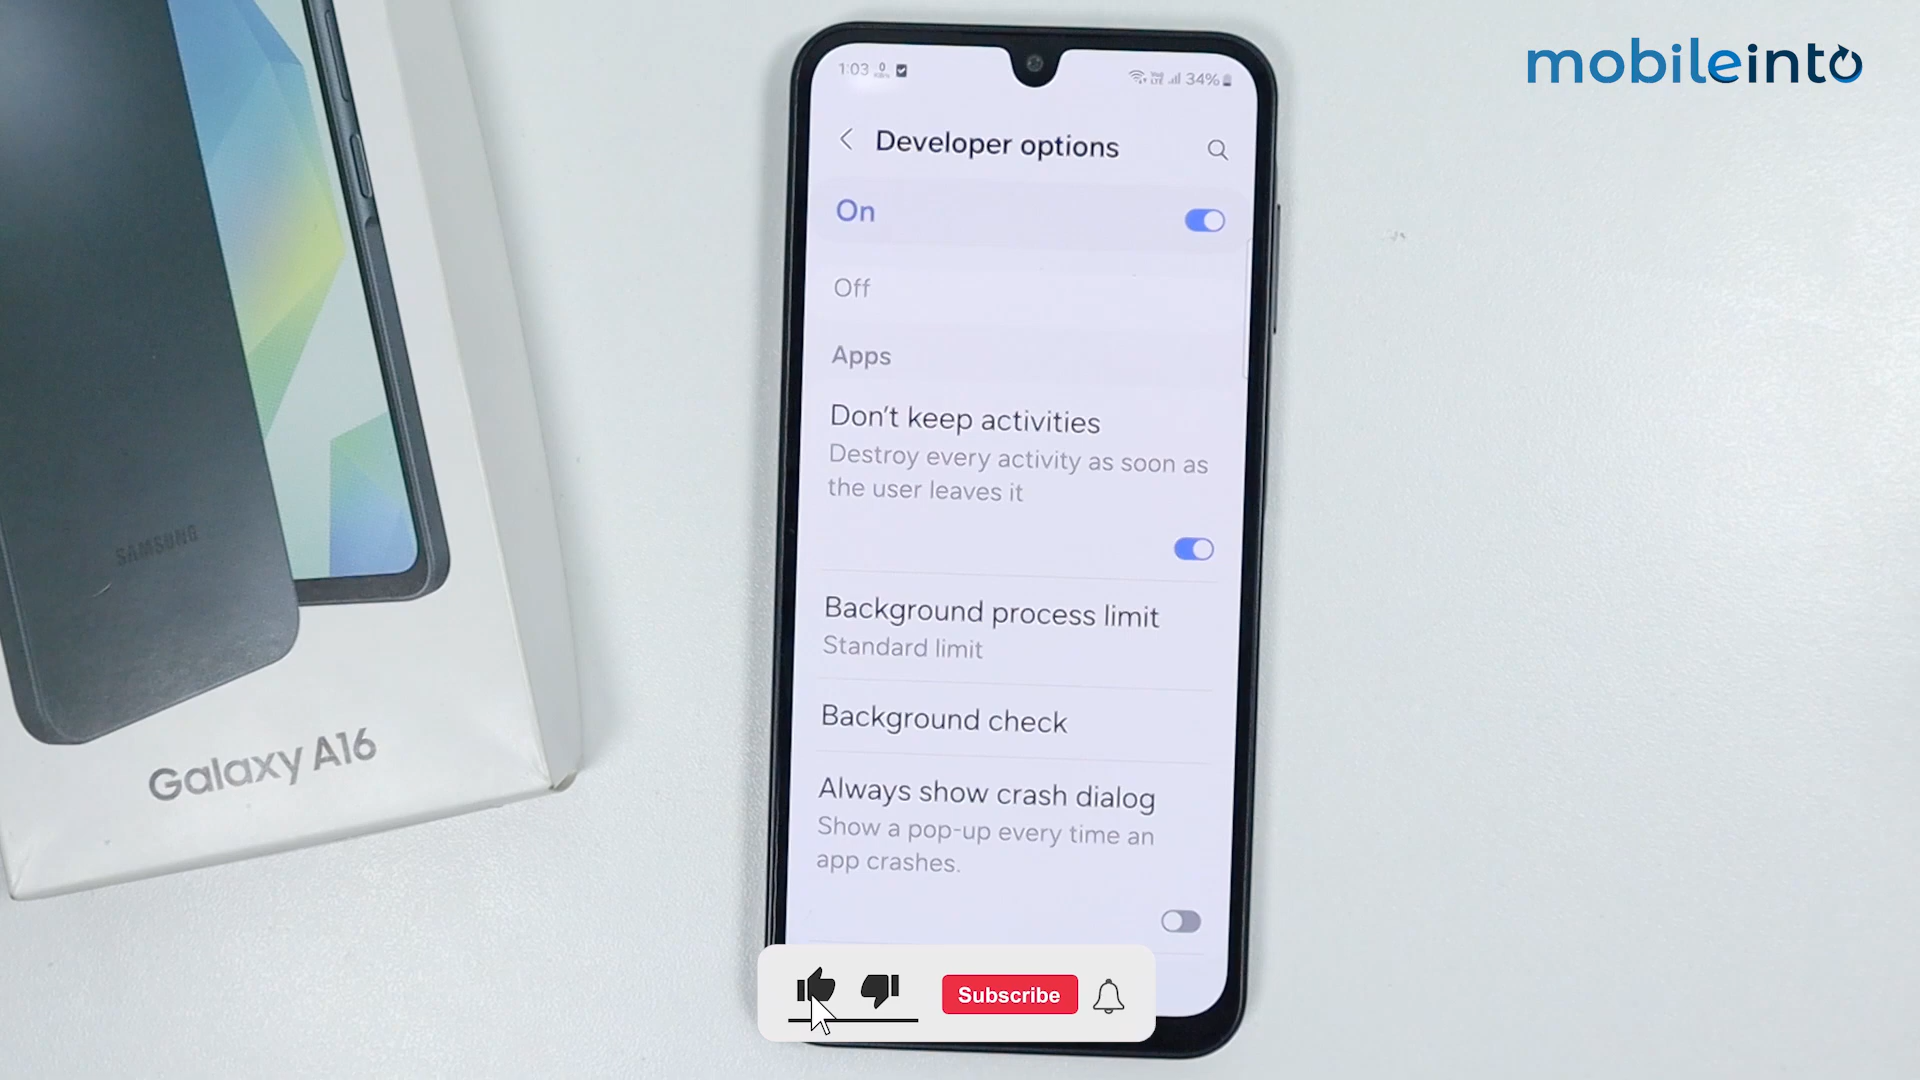 mobileinto
1:03
34%
Developer options
On
Off
Apps
Don't keep activities
Destroy every activity as soon as
the user leaves it
Background process limit
Standard limit
Background check
Always show crash dialog
Show a pop-up every time an
app crashes.
SAMSUNG
Galaxy A16
Subscribe